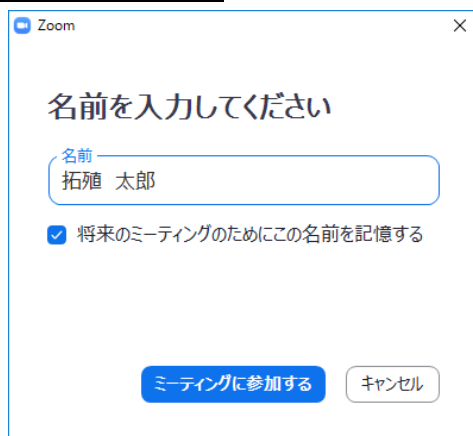 Zoom
名前を入力してください
名前
拓殖 太郎
将来のミーティングのためにこの名前を記憶する
ミーティングに参加する
キャンセル